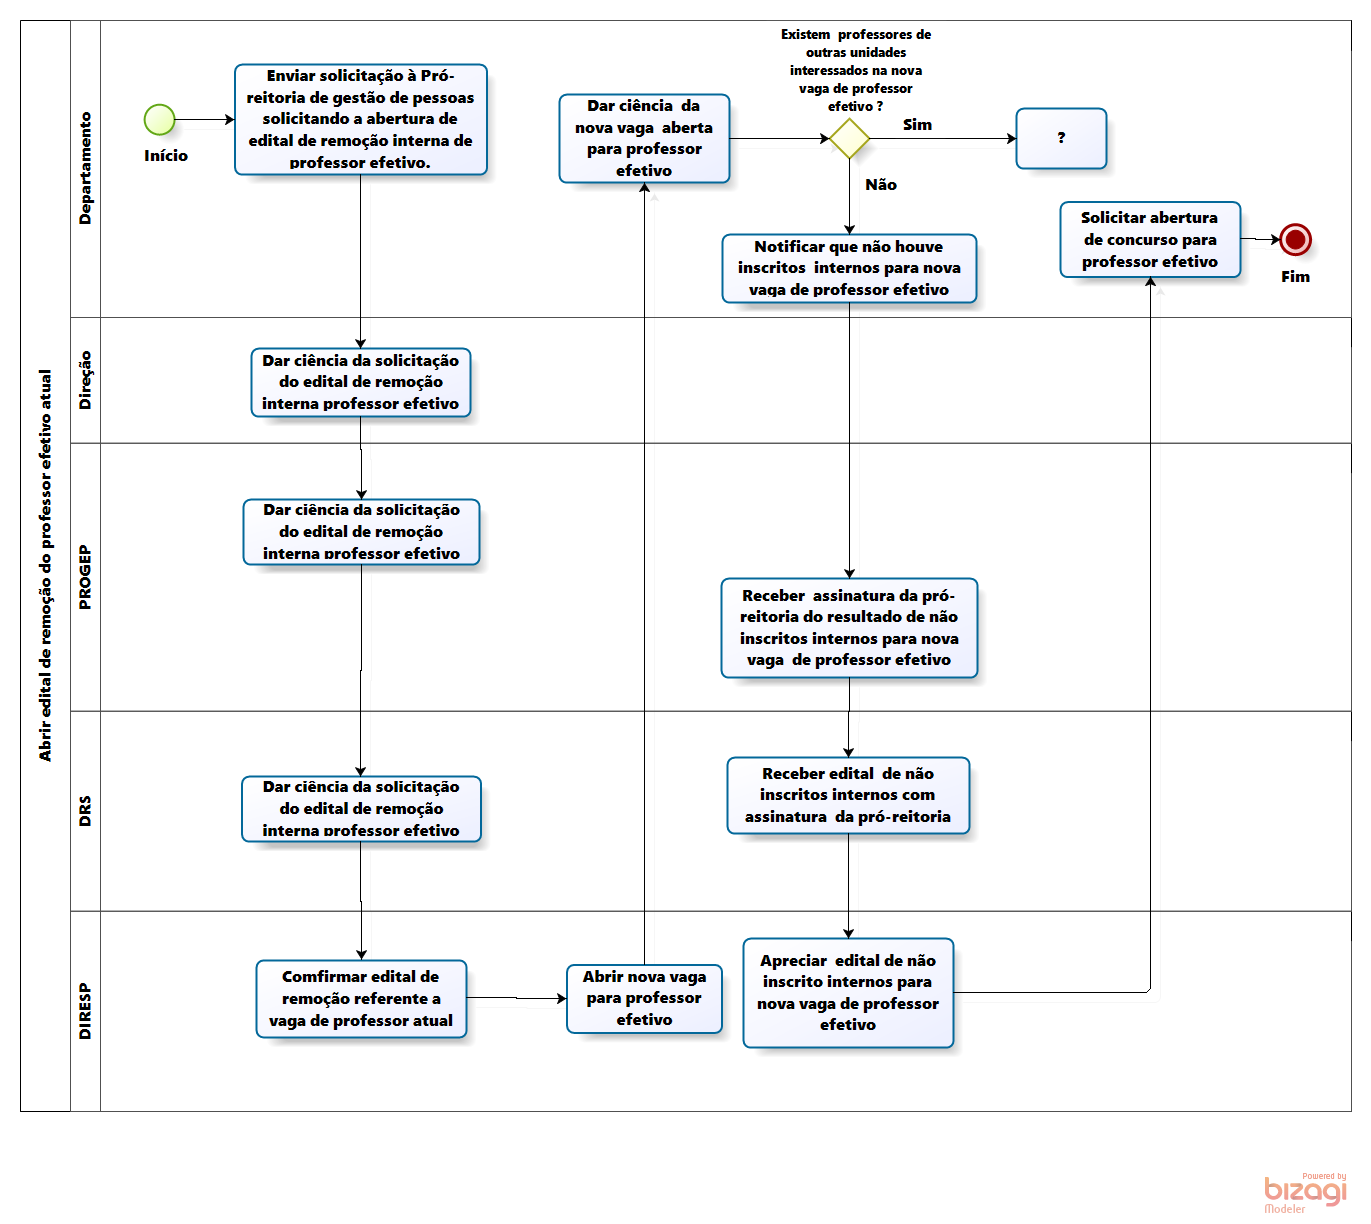 Abrir edital de remoção do professor efetivo atual
Departamento
Início
Enviar solicitação à Pró-
reitoria de gestão de pessoas
solicitando a abertura de
edital de remoção interna de
professor efetivo.
Dar ciência  da
nova vaga  aberta
para professor
efetivo
Existem  professores de
outras unidades
interessados na nova
vaga de professor
efetivo ?
Sim
?
Não
Notificar que não houve
inscritos  internos para nova
vaga de professor efetivo
Solicitar abertura
de concurso para
professor efetivo
Fim
Direção
Dar ciência da solicitação
do edital de remoção
interna professor efetivo
PROGEP
Dar ciência da solicitação
do edital de remoção
interna professor efetivo
Receber  assinatura da pró-
reitoria do resultado de não
inscritos internos para nova
vaga  de professor efetivo
DRS
Dar ciência da solicitação
do edital de remoção
interna professor efetivo
Receber edital  de não
inscritos internos com
assinatura  da pró-reitoria
DIRESP
Comfirmar edital de
remoção referente a
vaga de professor atual
Abrir nova vaga
para professor
efetivo
Apreciar  edital de não
inscrito internos para
nova vaga de professor
efetivo
Powered by
bizagi
Modeler